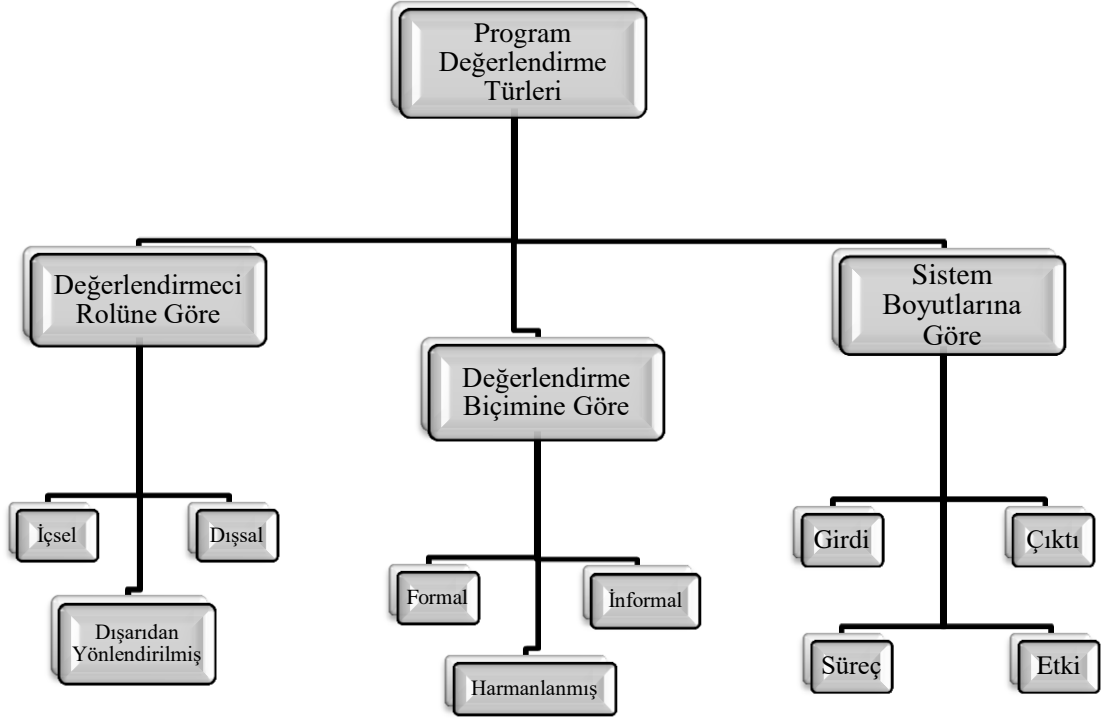 Program
Değerlendirme
Türleri
Değerlendirmeci
Rolüne Göre
Değerlendirme
Biçimine Göre
Sistem
Boyutlarına
Göre
İçsel
Dışsal
Dışarıdan
Yönlendirilmiş
Formal
İnformal
Harmanlanmış
Girdi
Çıktı
Süreç
Etki